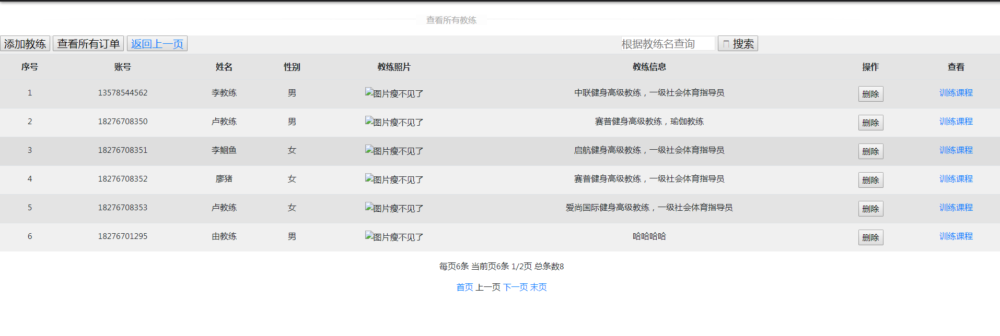 查看所有教练
添加教练 查看所有订单 返回上一页 根据教练名查询 搜索
序号 账号 姓名 性别 教练照片 教练信息 操作 查看
1 13578544562 李教练 男 图片瘦不见了 中联健身高级教练，一级社会体育指导员 删除 训练课程
2 18276708350 卢教练 男 图片瘦不见了 赛普健身高级教练，瑜伽教练 删除 训练课程
3 18276708351 李鮰鱼 女 图片瘦不见了 启航健身高级教练，一级社会体育指导员 删除 训练课程
4 18276708352 廖猪 女 图片瘦不见了 赛普健身高级教练，一级社会体育指导员 删除 训练课程
5 18276708353 卢教练 女 图片瘦不见了 爱尚国际健身高级教练，一级社会体育指导员 删除 训练课程
6 18276701295 由教练 男 图片瘦不见了 哈哈哈哈 删除 训练课程
每页6条 当前页6条 1/2页 总条数8
首页 上一页 下一页 末页